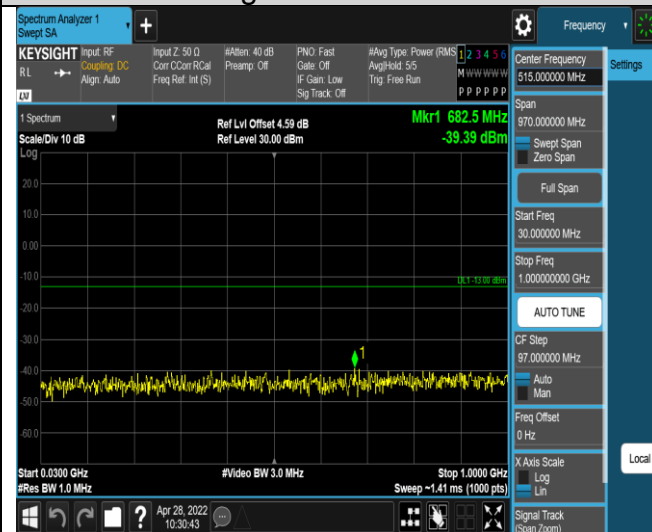 Spectrum Analyzer 1
Swept SA
Frequency
KEYSIGHT
RL
LXI
Input: RF
Coupling: DC
Align: Auto
Input Z: 50 Ω
Corr CCorr RCal
Freq Ref: Int (S)
#Atten: 40 dB
Preamp: Off
PNO: Fast
Gate: Off
IF Gain: Low
Sig Track: Off
#Avg Type: Power (RMS
Avg|Hold: 5/5
Trig: Free Run
1 2 3 4 5 6
M W W W W W
P P P P P P
Center Frequency
515.000000 MHz
Settings
1 Spectrum
Scale/Div 10 dB
Ref Lvl Offset 4.59 dB
Ref Level 30.00 dBm
Mkr1 682.5 MHz
-39.39 dBm
Log
20.0
10.0
0.00
-10.0
DL1 -13.00 dBm
-20.0
-30.0
1
-40.0
-50.0
-60.0
Start 0.0300 GHz
#Res BW 1.0 MHz
#Video BW 3.0 MHz
Stop 1.0000 GHz
Sweep ~1.41 ms (1000 pts)
Span
970.000000 MHz
Swept Span
Zero Span
Full Span
Start Freq
30.000000 MHz
Stop Freq
1.000000000 GHz
AUTO TUNE
CF Step
97.000000 MHz
Auto
Man
Freq Offset
0 Hz
X Axis Scale
Log
Lin
Local
Signal Track
(Span Zoom)
?
Apr 28, 2022
10:30:43